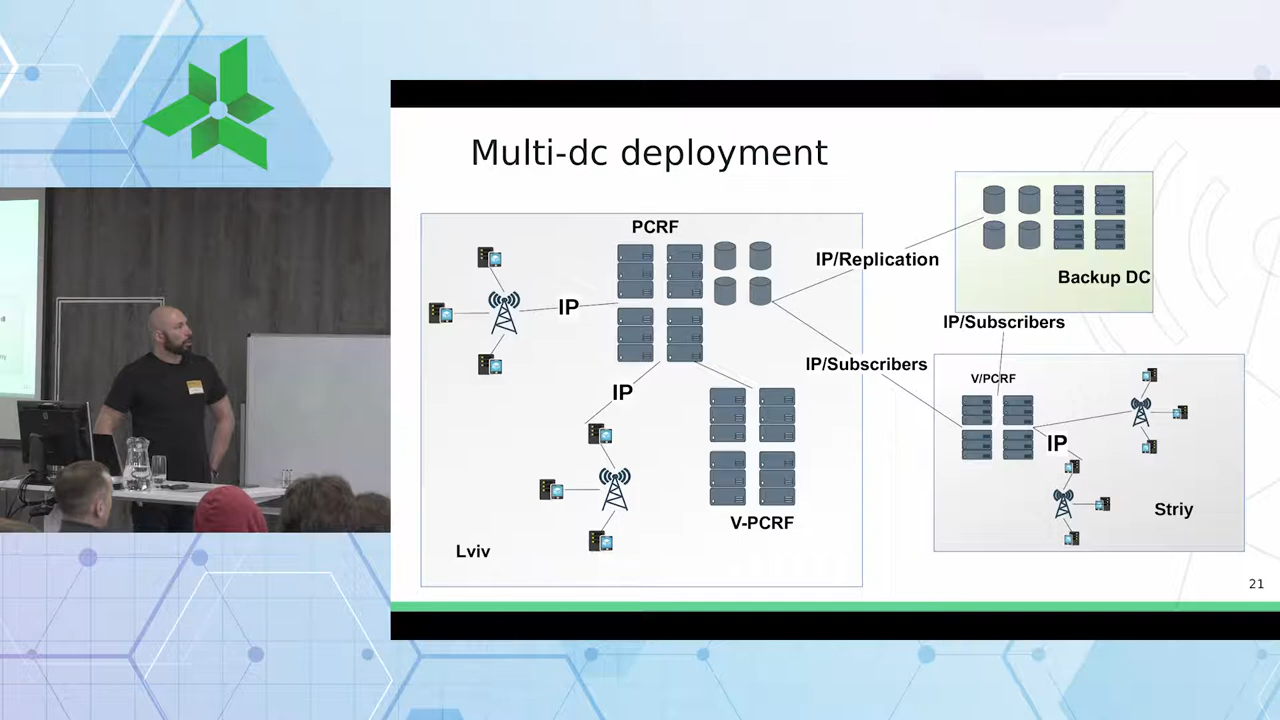 Multi-dc deployment
PCRF
IP/Replication
Backup DC
IP
IP/Subscribers
IP/Subscribers
V/PCRF
IP
IP
V-PCRF
Striy
Lviv
21